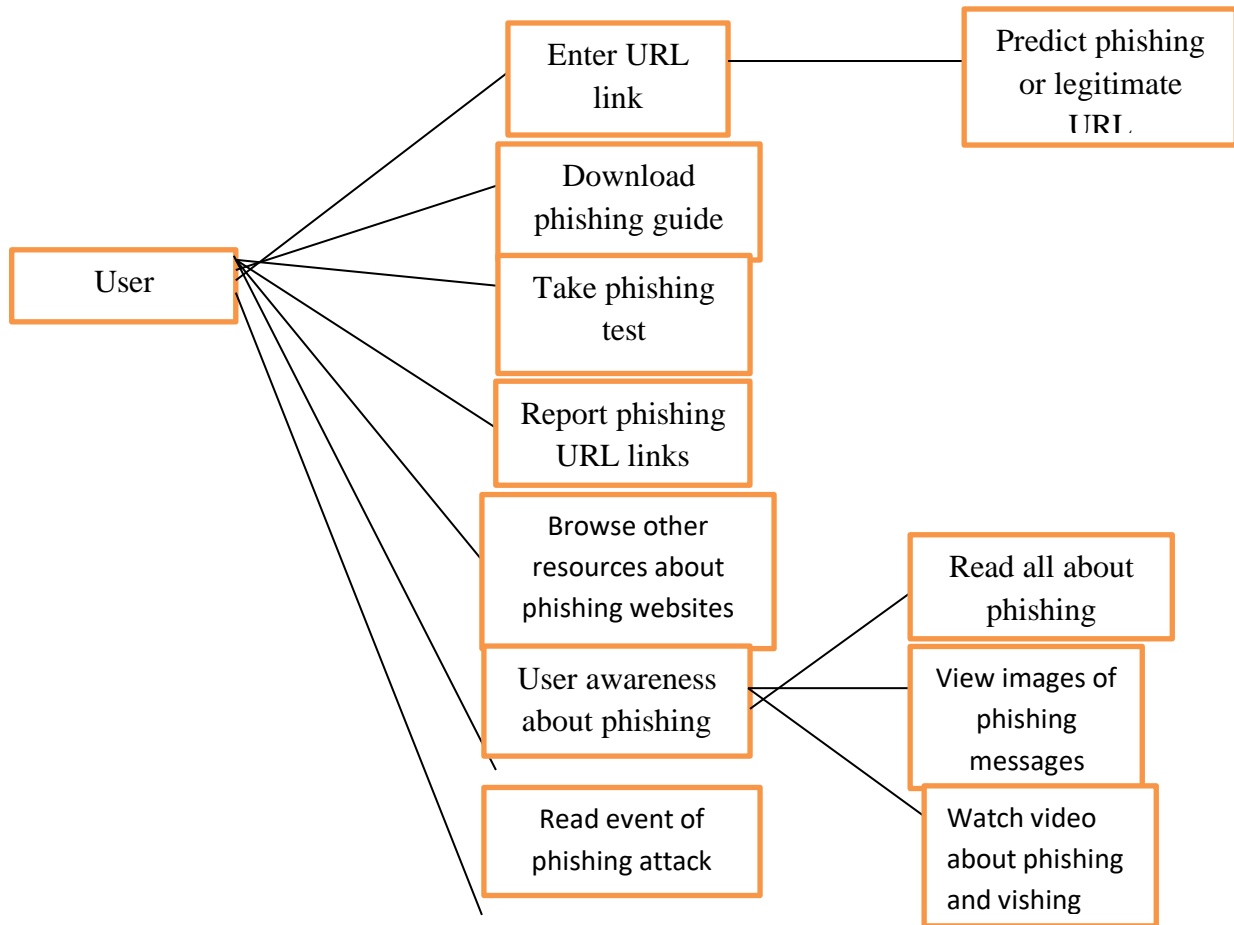 Enter URL
link
Predict phishing
or legitimate
URL
Download
phishing guide
User
Take phishing
test
Report phishing
URL links
Browse other
resources about
phishing websites
User awareness
about phishing
Read all about
phishing
View images of
phishing
messages
Read event of
phishing attack
Watch video
about phishing
and vishing